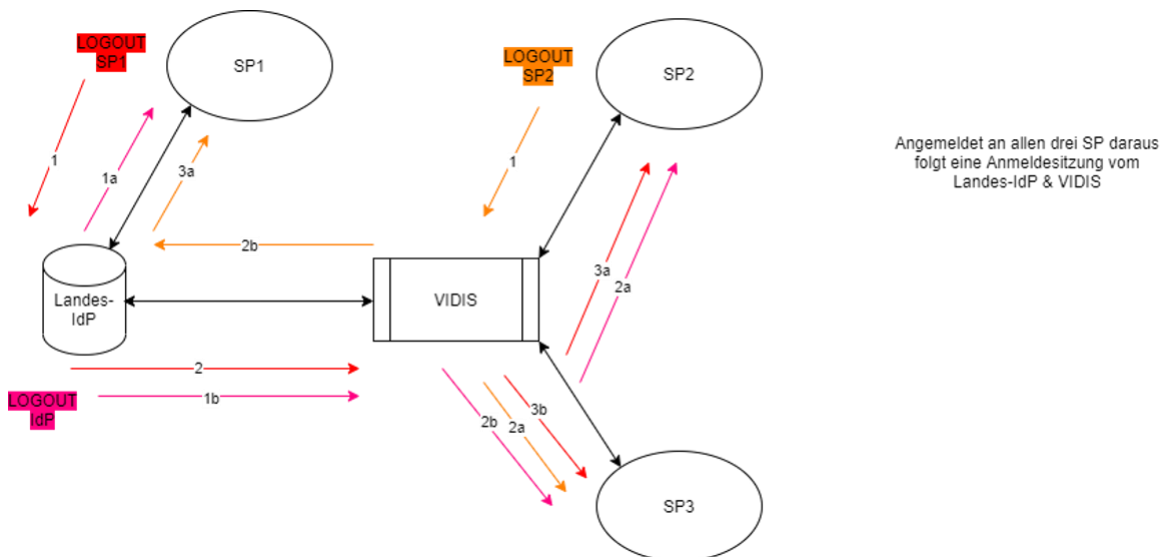 LOGOUT
SP1
SP1
LOGOUT
SP2
SP2
Angemeldet an allen drei SP daraus
folgt eine Anmeldesitzung vom
Landes-IdP & VIDIS
1
1a
3a
1
2b
3a
2a
Landes-
IdP
VIDIS
2
1b
LOGOUT
IdP
2b
2a
3b
SP3